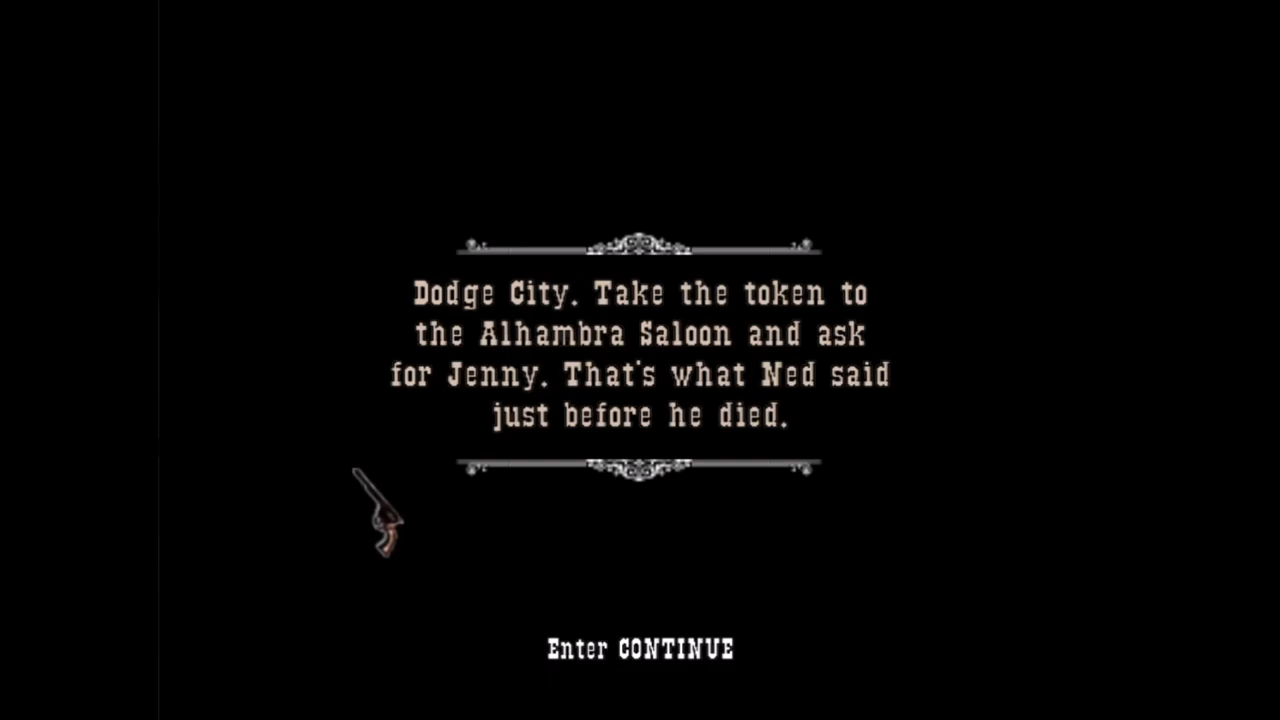 Dodge City. Take the token to
the Alhambra Saloon and ask
for Jenny. That's what Ned said
just before he died.
Enter CONTINUE